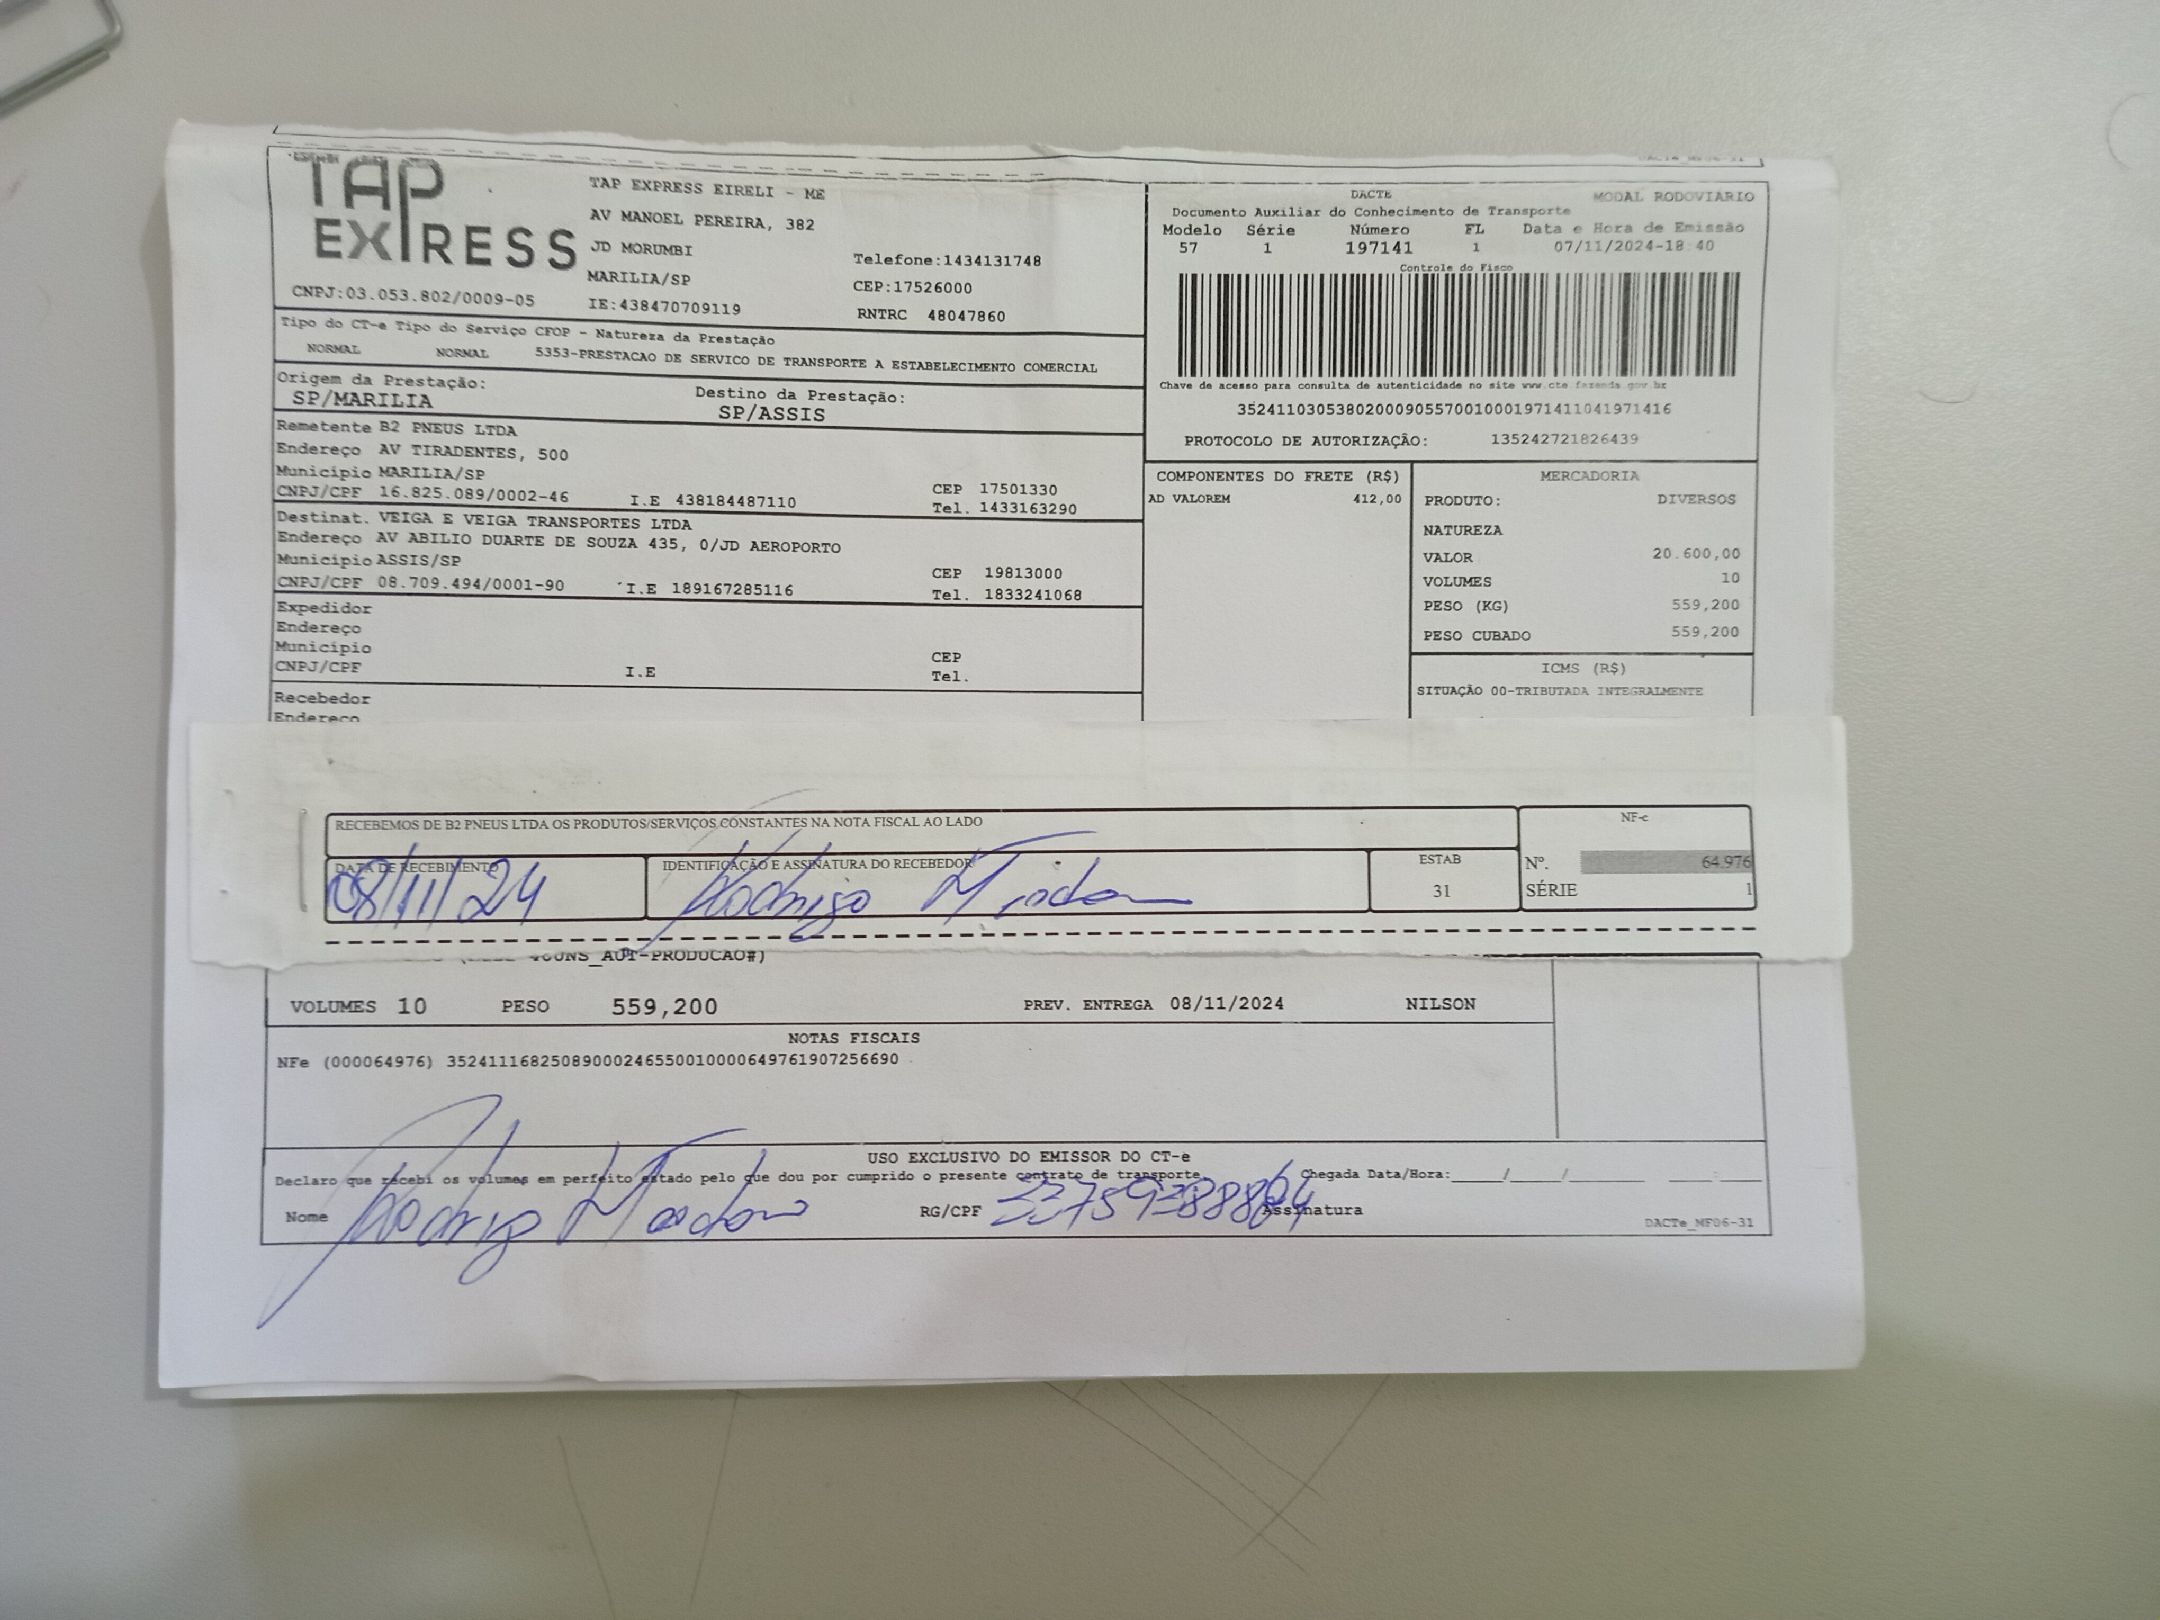 TAP
EXPRESS
TAP EXPRESS EIRELI - ME
AV MANOEL PEREIRA, 382
JD MORUMBI
MARILIA/SP
Telefone:1434131748
CEP:17526000
CNPJ:03.053.802/0009-05
IE:438470709119
RNTRC 48047860
DACTE
MODAL RODOVIARIO
Documento Auxiliar do Conhecimento de Transporte
Modelo Série Número FL Data e Hora de Emissão
57 1 197141 1 07/11/2024-18:40
Controle do Fisco
Chave de acesso para consulta de autenticidade no site www.cte.fazenda.gov.br
35241103053802000905570010001971411041971416
PROTOCOLO DE AUTORIZAÇÃO: 135242721826439
Tipo do CT-e Tipo do Serviço CFOP - Natureza da Prestação
NORMAL NORMAL 5353-PRESTACAO DE SERVICO DE TRANSPORTE A ESTABELECIMENTO COMERCIAL
Origem da Prestação: Destino da Prestação:
SP/MARILIA SP/ASSIS
Remetente B2 PNEUS LTDA
Endereço AV TIRADENTES, 500
Município MARILIA/SP CEP 17501330
CNPJ/CPF 16.825.089/0002-46 I.E 438184487110 Tel. 1433163290
Destinat. VEIGA E VEIGA TRANSPORTES LTDA
Endereço AV ABILIO DUARTE DE SOUZA 435, 0/JD AEROPORTO
Município ASSIS/SP CEP 19813000
CNPJ/CPF 08.709.494/0001-90 I.E 189167285116 Tel. 1833241068
Expedidor
Endereço
Município CEP
CNPJ/CPF I.E Tel.
Recebedor
Endereço
COMPONENTES DO FRETE (R$)
AD VALOREM 412,00
MERCADORIA
PRODUTO: DIVERSOS
NATUREZA
VALOR 20.600,00
VOLUMES 10
PESO (KG) 559,200
PESO CUBADO 559,200
ICMS (R$)
SITUAÇÃO 00-TRIBUTADA INTEGRALMENTE
RECEBEMOS DE B2 PNEUS LTDA OS PRODUTOS/SERVIÇOS CONSTANTES NA NOTA FISCAL AO LADO
NF-e
DATA DE RECEBIMENTO IDENTIFICAÇÃO E ASSINATURA DO RECEBEDOR ESTAB Nº. 64.976
08/11/24 Rodrigo 31 SÉRIE 1
AUT-PRODUCAO#)
VOLUMES 10 PESO 559,200 PREV. ENTREGA 08/11/2024 NILSON
NOTAS FISCAIS
NFe (000064976) 35241116825089000246550010000649761907256690
USO EXCLUSIVO DO EMISSOR DO CT-e
Declaro que recebi os volumes em perfeito estado pelo que dou por cumprido o presente contrato de transporte Chegada Data/Hora:____/____/______ ____:____
Nome RG/CPF Assinatura
DACTe_MF06-31